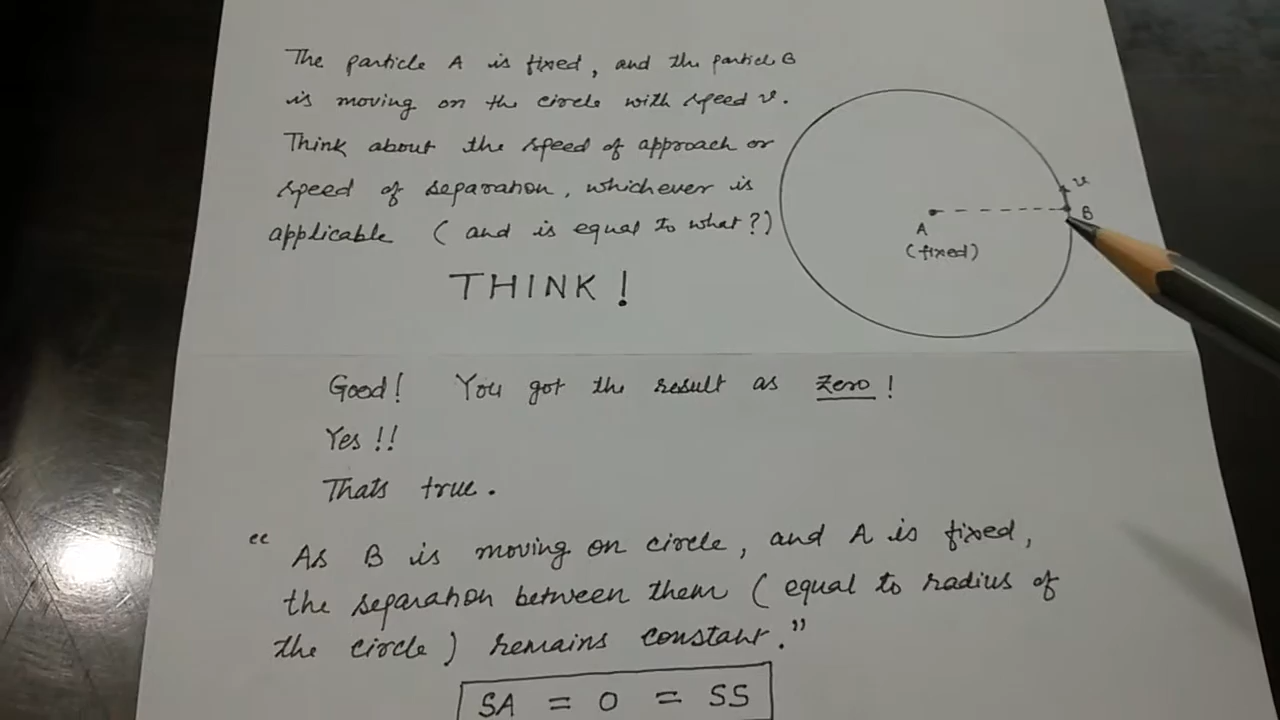 The particle A is fixed, and the particle B
is moving on the circle with speed v.
Think about the speed of approach or
speed of separation, whichever is
applicable ( and is equal to what?)
THINK!
v
B
A
(fixed)
Good! You got the result as Zero!
Yes!!
Thats true.
“ As B is moving on circle, and A is fixed,
the separation between them ( equal to radius of
the circle ) remains constant.”
SA = 0 = SS